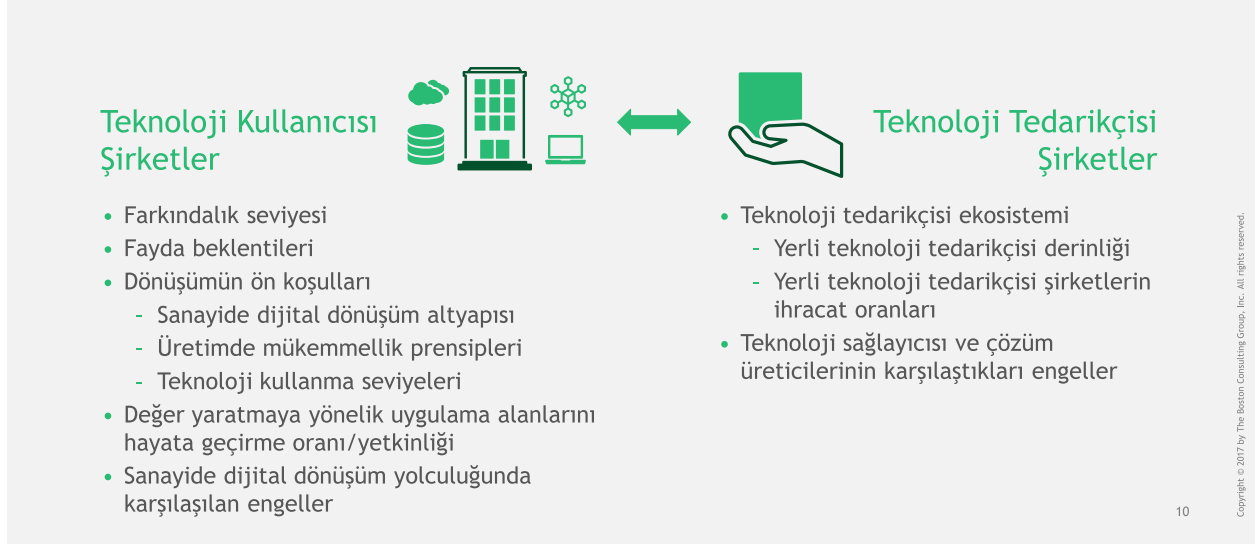 Teknoloji Kullanıcısı
Şirketler
• Farkındalık seviyesi
• Fayda beklentileri
• Dönüşümün ön koşulları
– Sanayide dijital dönüşüm altyapısı
– Üretimde mükemmellik prensipleri
– Teknoloji kullanma seviyeleri
• Değer yaratmaya yönelik uygulama alanlarını
hayata geçirme oranı/yetkinliği
• Sanayide dijital dönüşüm yolculuğunda
karşılaşılan engeller
Teknoloji Tedarikçisi
Şirketler
• Teknoloji tedarikçisi ekosistemi
– Yerli teknoloji tedarikçisi derinliği
– Yerli teknoloji tedarikçisi şirketlerin
ihracat oranları
• Teknoloji sağlayıcısı ve çözüm
üreticilerinin karşılaştıkları engeller
10
Copyright © 2017 by The Boston Consulting Group, Inc. All rights reserved.